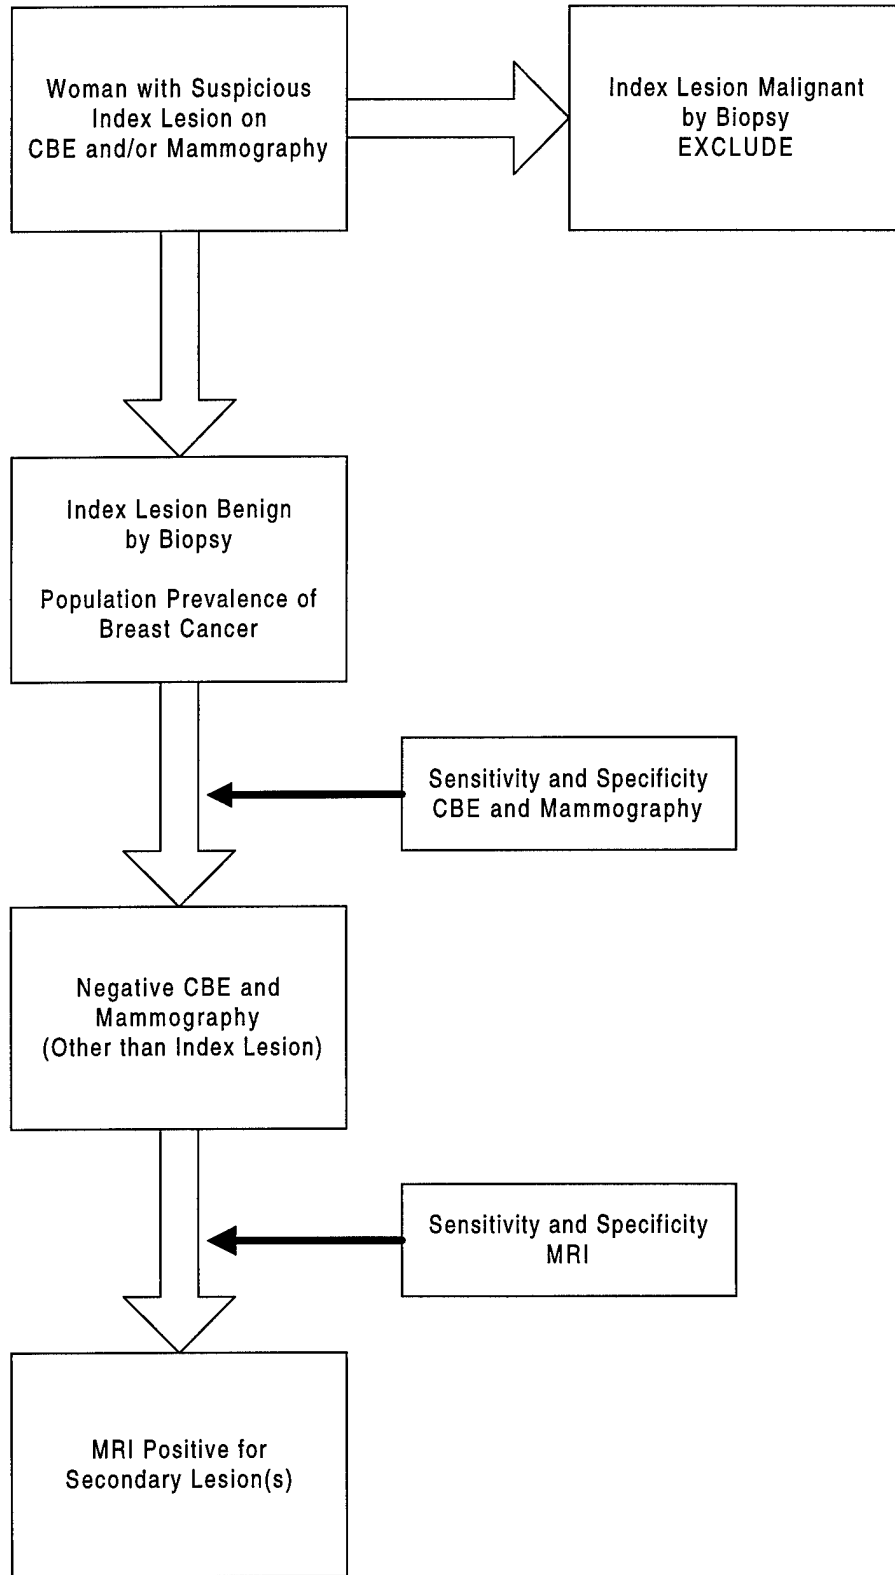 Woman with Suspicious
Index Lesion on
CBE and/or Mammography
Index Lesion Malignant
by Biopsy
EXCLUDE
Index Lesion Benign
by Biopsy
Population Prevalence of
Breast Cancer
Sensitivity and Specificity
CBE and Mammography
Negative CBE and
Mammography
(Other than Index Lesion)
Sensitivity and Specificity
MRI
MRI Positive for
Secondary Lesion(s)